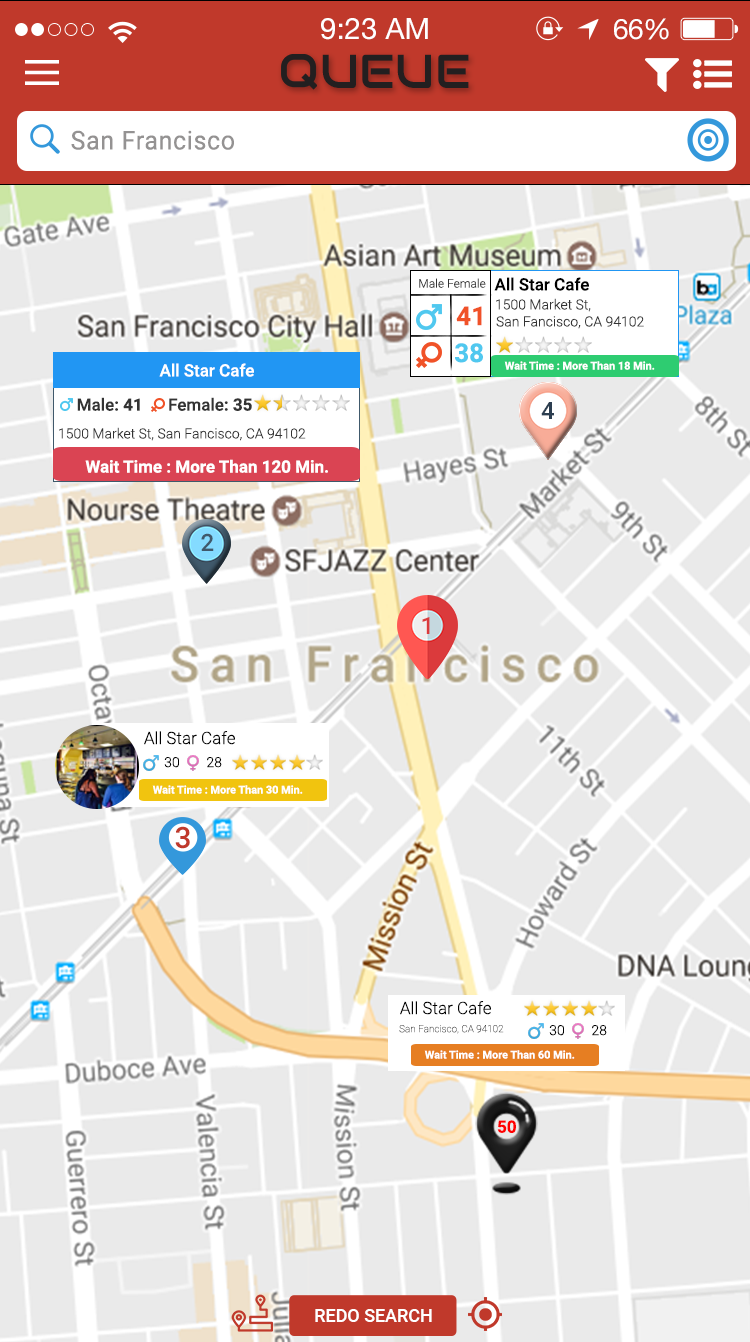 9:23 AM
66%
QUEUE
San Francisco
Gate Ave
Asian Art Museum
Male Female
41
38
All Star Cafe
1500 Market St,
San Fancisco, CA 94102
Wait Time : More Than 18 Min.
Plaza
San Francisco City Hall
All Star Cafe
Male: 41 Female: 35
1500 Market St, San Fancisco, CA 94102
Wait Time : More Than 120 Min.
4
8th St
Hayes St
Market St
9th St
Nourse Theatre
2
SFJAZZ Center
1
San Francisco
Octa
All Star Cafe
30 28
Wait Time : More Than 30 Min.
11th St
3
Mission St
Howard St
DNA Loung
All Star Cafe
San Fancisco, CA 94102
30 28
Wait Time : More Than 60 Min.
Duboce Ave
50
Guerrero St
Valencia St
Mission St
REDO SEARCH